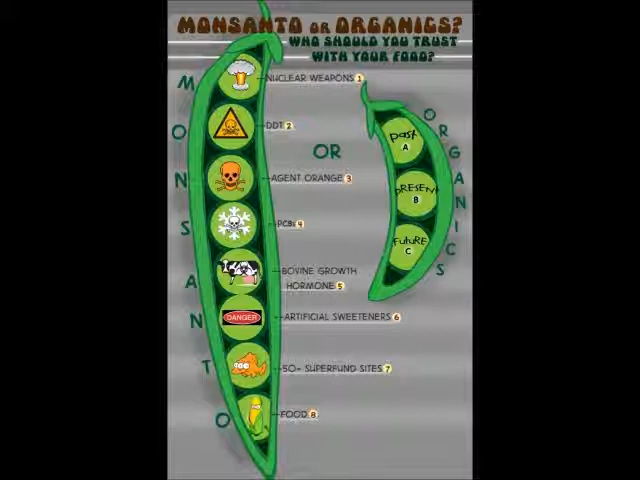 MONSANTO OR ORGANICS?
WHO SHOULD YOU TRUST
WITH YOUR FOOD?
MONSANTO
NUCLEAR WEAPONS 1
DDT 2
AGENT ORANGE 3
PCBs 4
BOVINE GROWTH
HORMONE 5
DANGER
ARTIFICIAL SWEETENERS 6
50+ SUPERFUND SITES 7
FOOD 8
OR
ORGANICS
PAST
A
PRESENT
B
FUTURE
C